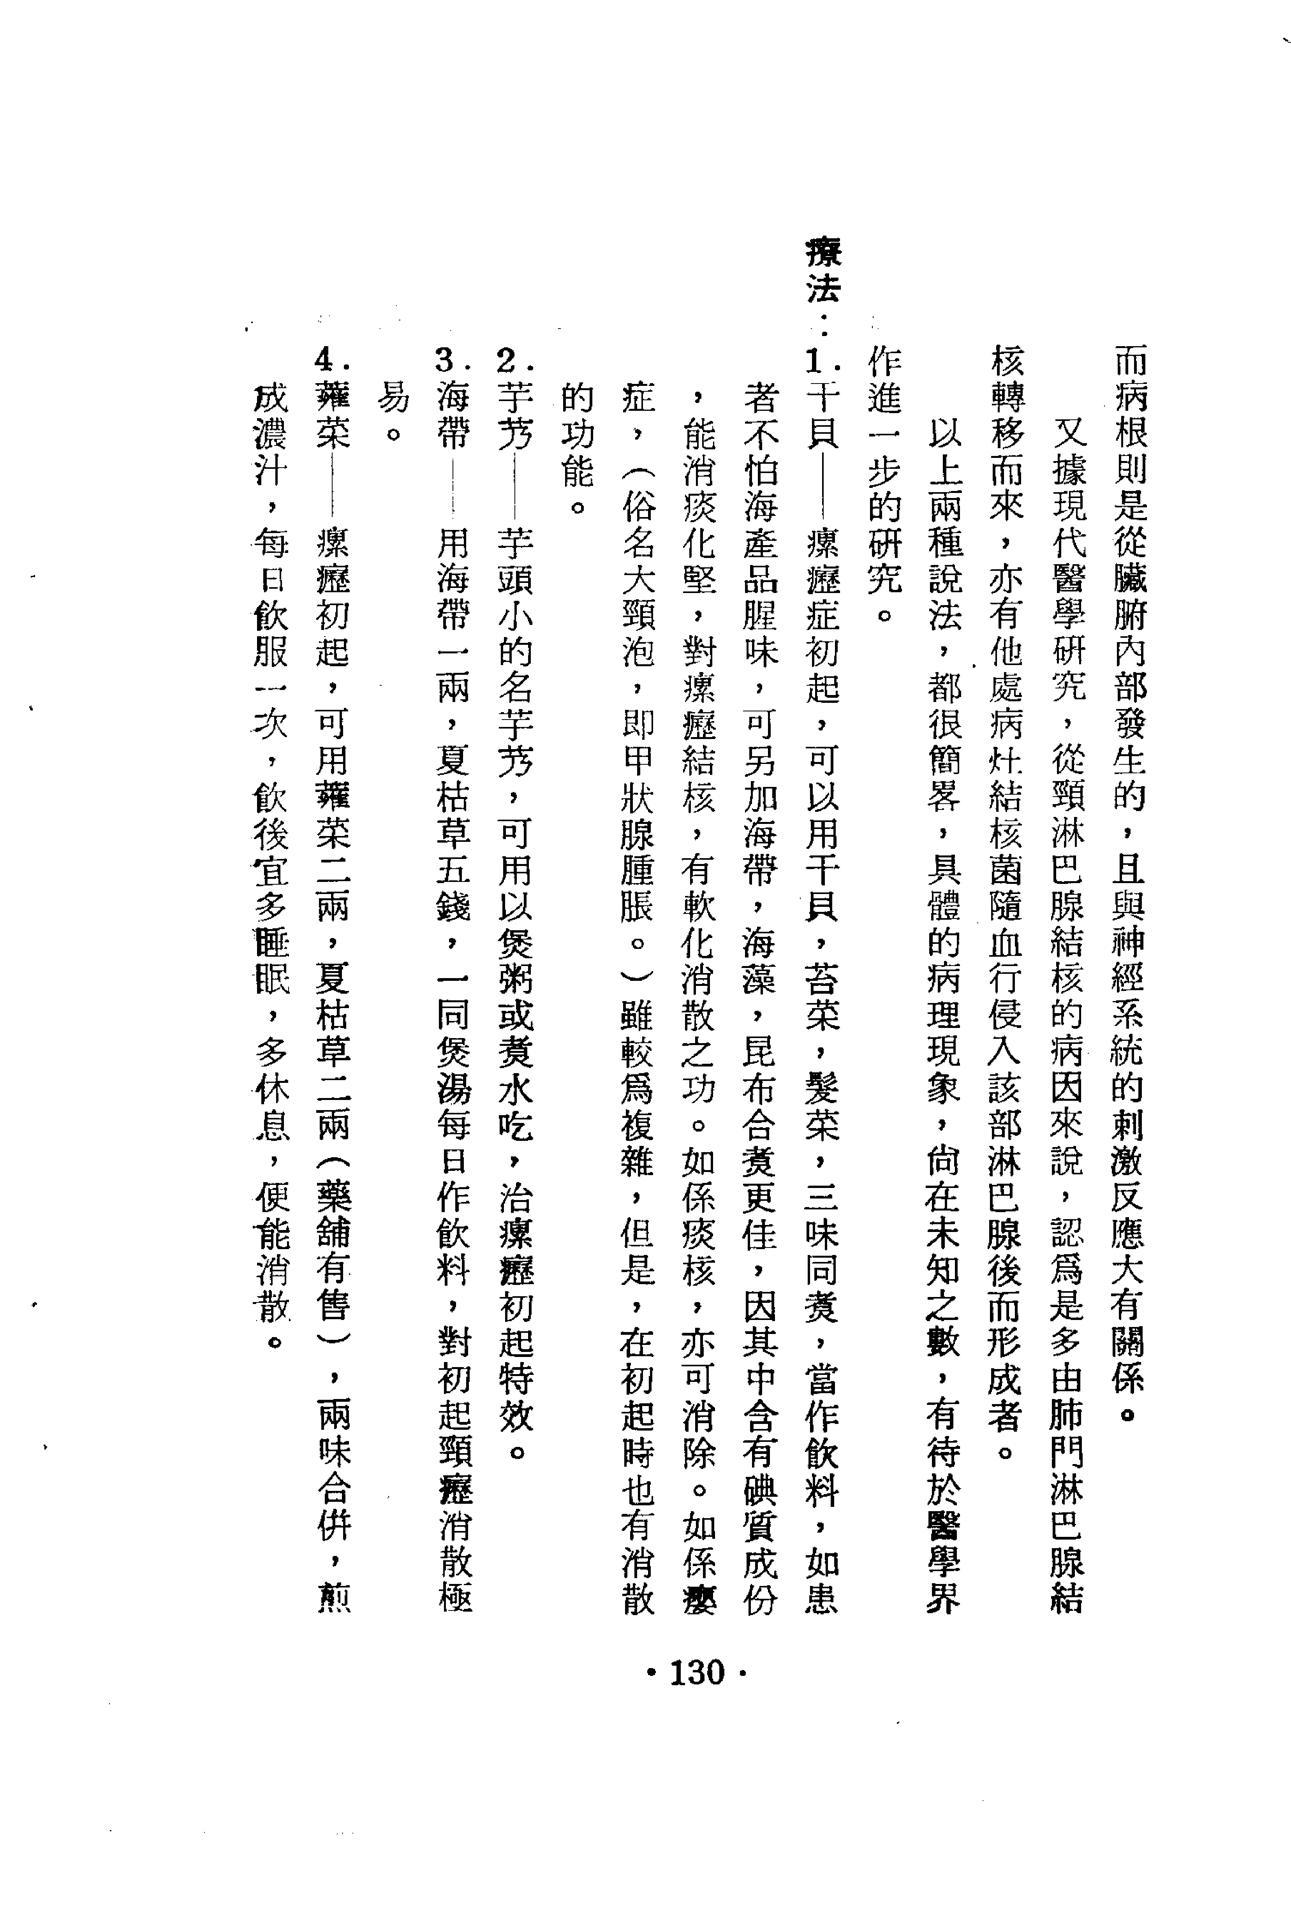 而病根則是從臟腑內部發生的，且與神經系統的刺激反應大有關係。
又據現代醫學研究，從頸淋巴腺結核的病因來說，認爲是多由肺門淋巴腺結
核轉移而來，亦有他處病灶結核菌隨血行侵入該部淋巴腺後而形成者。
以上兩種說法，都很簡畧，具體的病理現象，尙在未知之數，有待於醫學界
作進一步的研究。
療法：1.干貝——瘰癧症初起，可以用干貝，苔菜，髮菜，三味同煑，當作飲料，如患
者不怕海產品腥味，可另加海帶，海藻，昆布合煑更佳，因其中含有碘質成份
，能消痰化堅，對瘰癧結核，有軟化消散之功。如係痰核，亦可消除。如係癭
症，（俗名大頸泡，即甲狀腺腫脹。）雖較爲複雜，但是，在初起時也有消散
的功能。
2.芋艿——芋頭小的名芋艿，可用以煲粥或煑水吃，治瘰癧初起特效。
3.海帶——用海帶一兩，夏枯草五錢，一同煲湯每日作飲料，對初起頸癧消散極
易。
4.蕹菜——瘰癧初起，可用蕹菜二兩，夏枯草二兩（藥舖有售），兩味合併，煎
成濃汁，每日飲服一次，飲後宜多睡眠，多休息，便能消散。
•130•